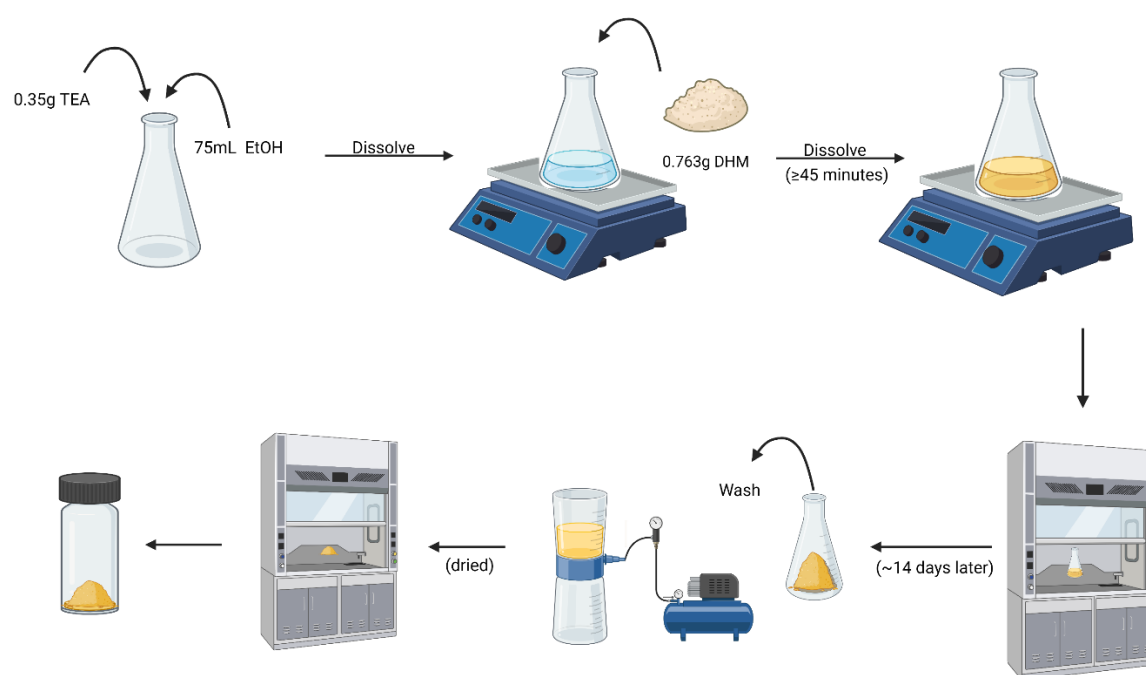 0.35g TEA
75mL EtOH
Dissolve
0.763g DHM
Dissolve
(≥45 minutes)
(~14 days later)
Wash
(dried)